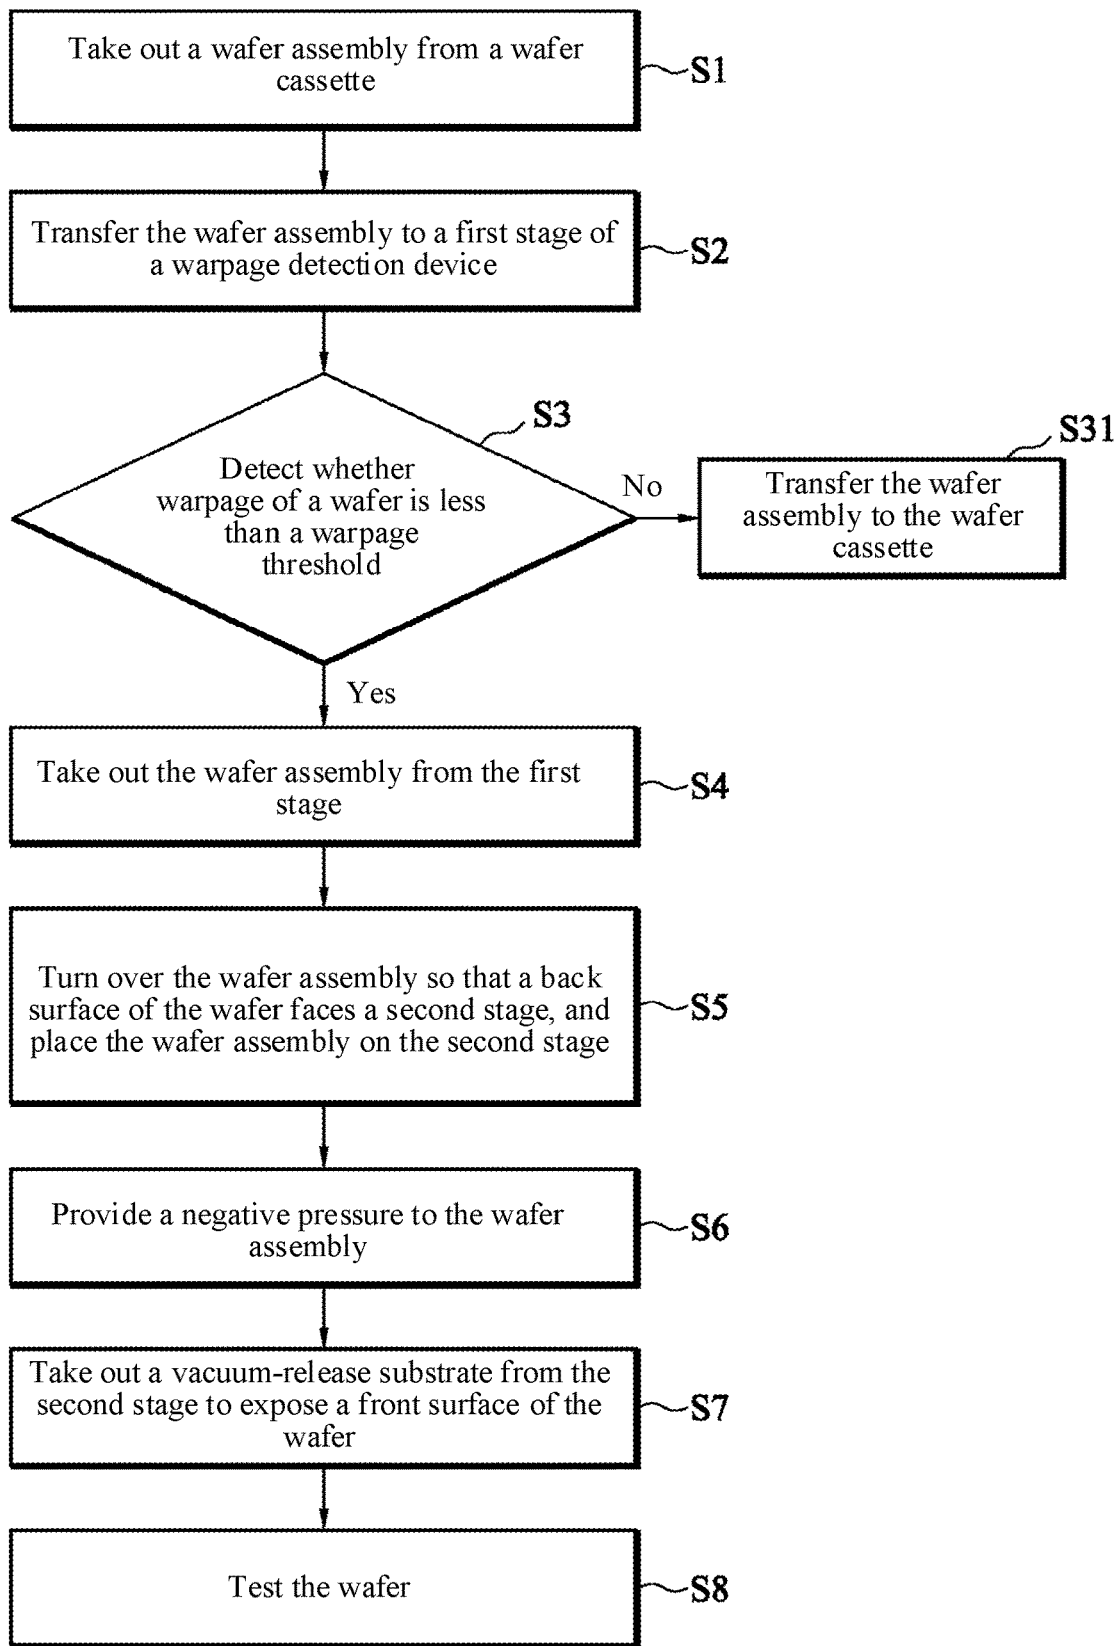 Take out a wafer assembly from a wafer
cassette
S1
Transfer the wafer assembly to a first stage of
a warpage detection device
S2
S3
Detect whether
warpage of a wafer is less
than a warpage
threshold
No
S31
Transfer the wafer
assembly to the wafer
cassette
Yes
Take out the wafer assembly from the first
stage
S4
Turn over the wafer assembly so that a back
surface of the wafer faces a second stage, and
place the wafer assembly on the second stage
S5
Provide a negative pressure to the wafer
assembly
S6
Take out a vacuum-release substrate from the
second stage to expose a front surface of the
wafer
S7
Test the wafer
S8